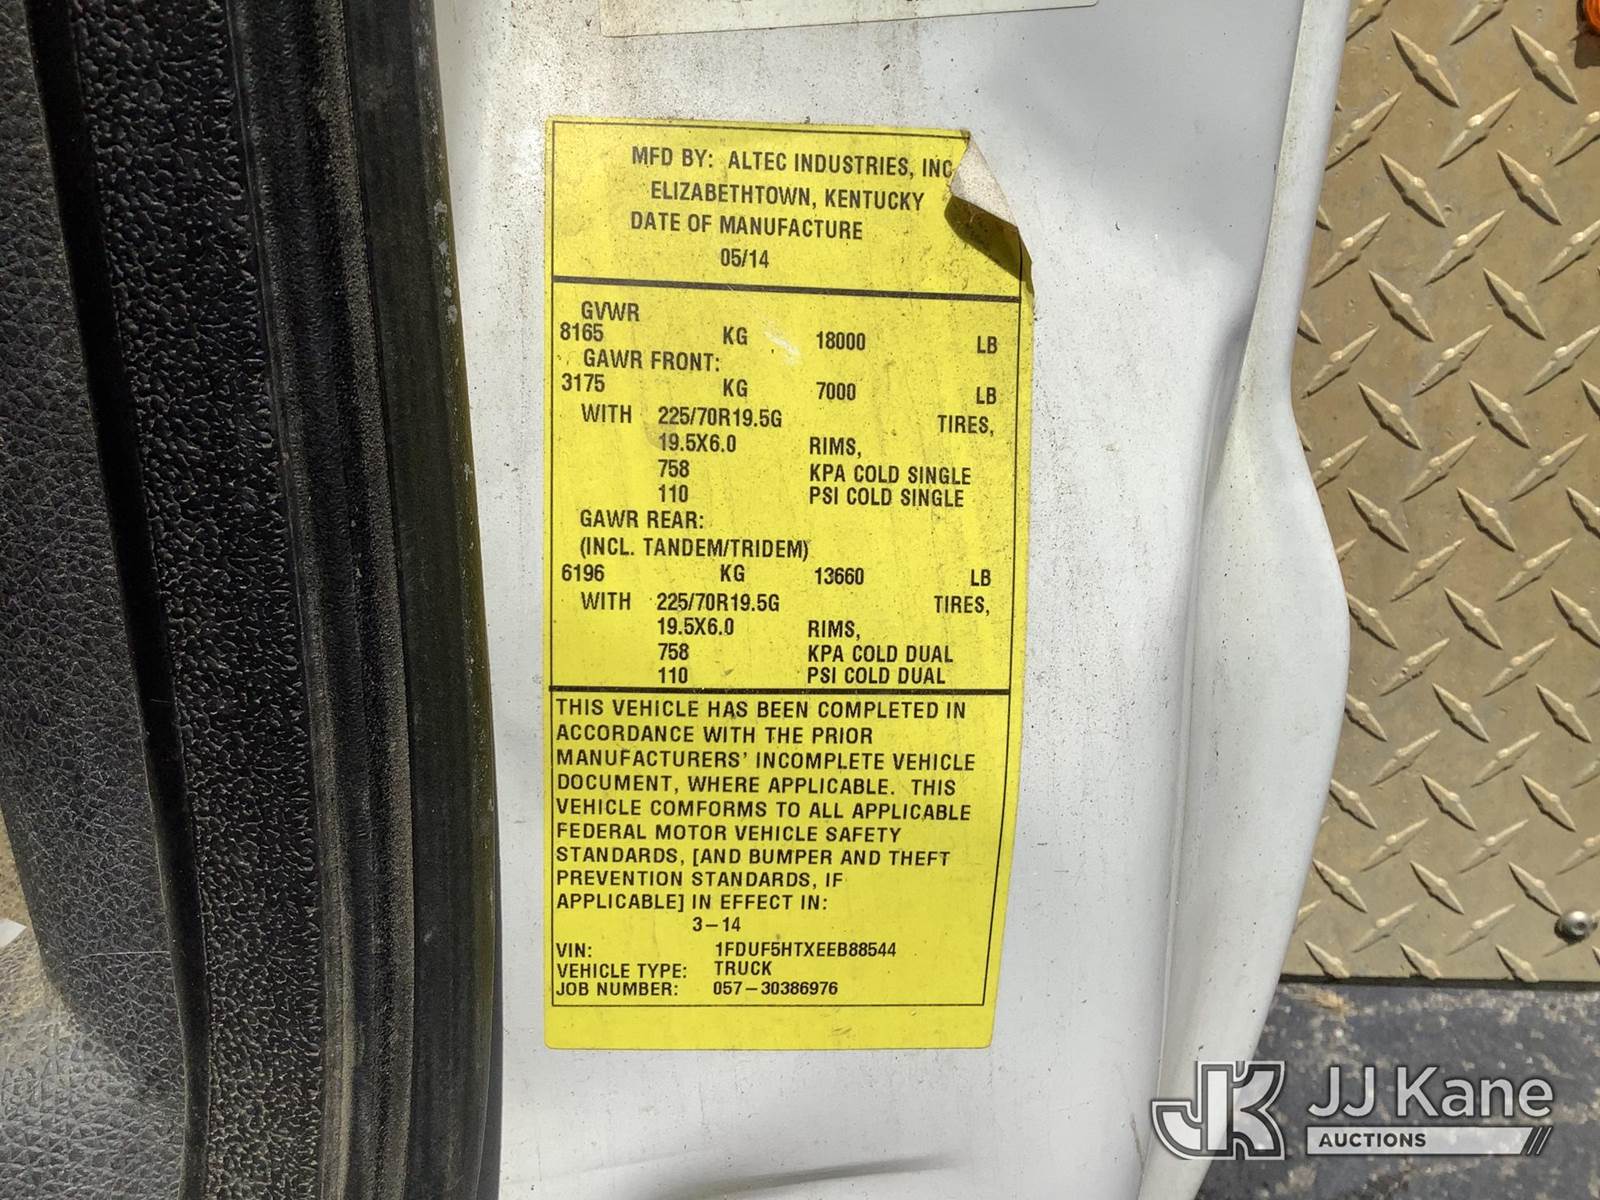 MFD BY: ALTEC INDUSTRIES, INC
ELIZABETHTOWN, KENTUCKY
DATE OF MANUFACTURE
05/14
GVWR
8165 KG 18000 LB
GAWR FRONT:
3175 KG 7000 LB
WITH 225/70R19.5G TIRES,
19.5X6.0 RIMS,
758 KPA COLD SINGLE
110 PSI COLD SINGLE
GAWR REAR:
(INCL. TANDEM/TRIDEM)
6196 KG 13660 LB
WITH 225/70R19.5G TIRES,
19.5X6.0 RIMS,
758 KPA COLD DUAL
110 PSI COLD DUAL
THIS VEHICLE HAS BEEN COMPLETED IN
ACCORDANCE WITH THE PRIOR
MANUFACTURERS' INCOMPLETE VEHICLE
DOCUMENT, WHERE APPLICABLE. THIS
VEHICLE COMFORMS TO ALL APPLICABLE
FEDERAL MOTOR VEHICLE SAFETY
STANDARDS, [AND BUMPER AND THEFT
PREVENTION STANDARDS, IF
APPLICABLE] IN EFFECT IN:
3-14
VIN: 1FDUF5HTXEEB88544
VEHICLE TYPE: TRUCK
JOB NUMBER: 057-30386976
JK JJ Kane
AUCTIONS